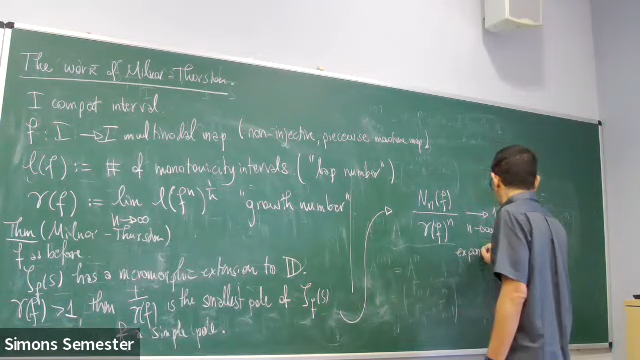 The work of Milnor-Thurston.
I compact interval
f: I → I multimodal map (non-injective, piecewise monotone map)
l(f) := # of monotonicity intervals ("lap number")
γ(f) := lim l(fⁿ)^{1/n} "growth number"
n→∞
Thm (Milnor-Thurston)
f as before.
ζ_f(s) has a meromorphic extension to D.
γ(f) > 1, then 1/γ(f) is the smallest pole of ζ_f(s)
simple pole.
N_n(f) / γ(f)ⁿ →
n→∞
Simons Semester